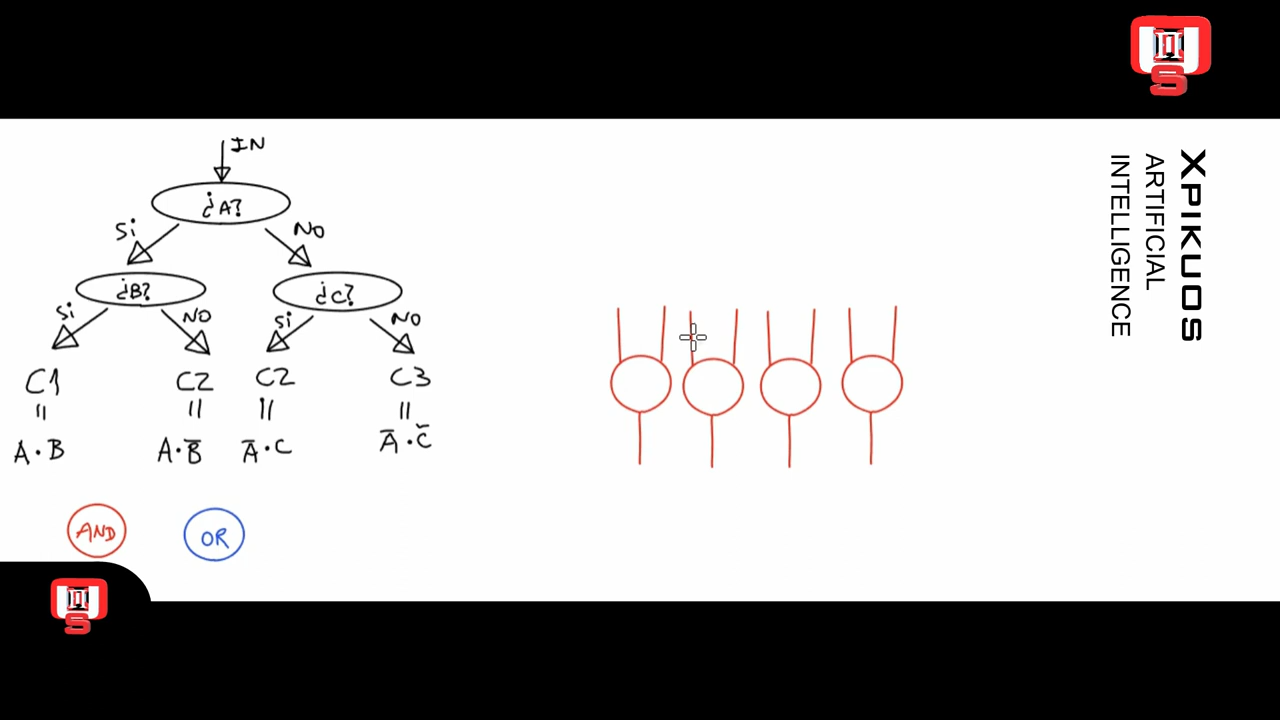 IN
¿A?
Si
NO
¿B?
¿C?
Si
NO
Si
NO
C1
C2
C2
C3
=
=
=
=
A·B
A·B̄
Ā·C
Ā·C̄
AND
OR
XPIKUOS
ARTIFICIAL
INTELLIGENCE